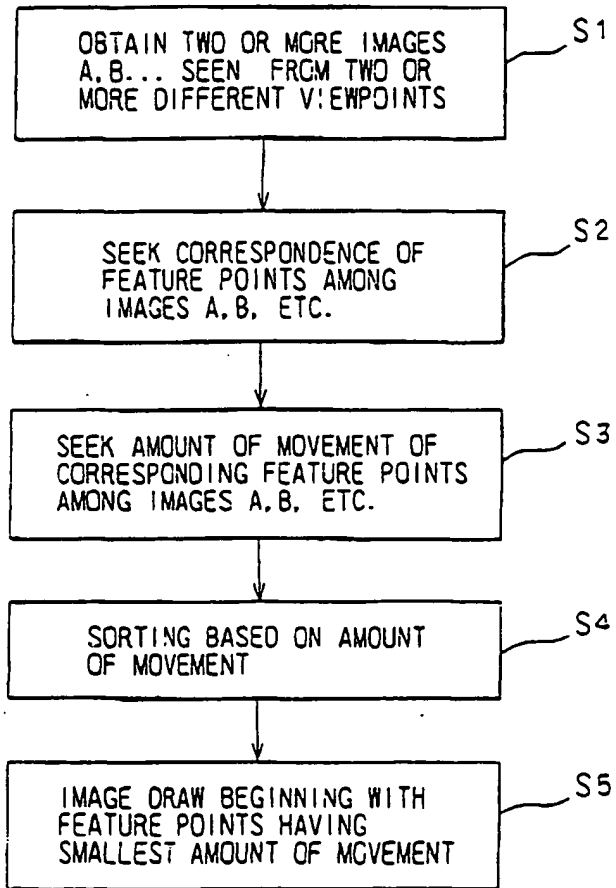 OBTAIN TWO OR MORE IMAGES
A,B... SEEN FROM TWO OR
MORE DIFFERENT VIEWPOINTS
S1
SEEK CORRESPONDENCE OF
FEATURE POINTS AMONG
IMAGES A,B, ETC.
S2
SEEK AMOUNT OF MOVEMENT OF
CORRESPONDING FEATURE POINTS
AMONG IMAGES A,B, ETC.
S3
SORTING BASED ON AMOUNT
OF MOVEMENT
S4
IMAGE DRAW BEGINNING WITH
FEATURE POINTS HAVING
SMALLEST AMOUNT OF MOVEMENT
S5